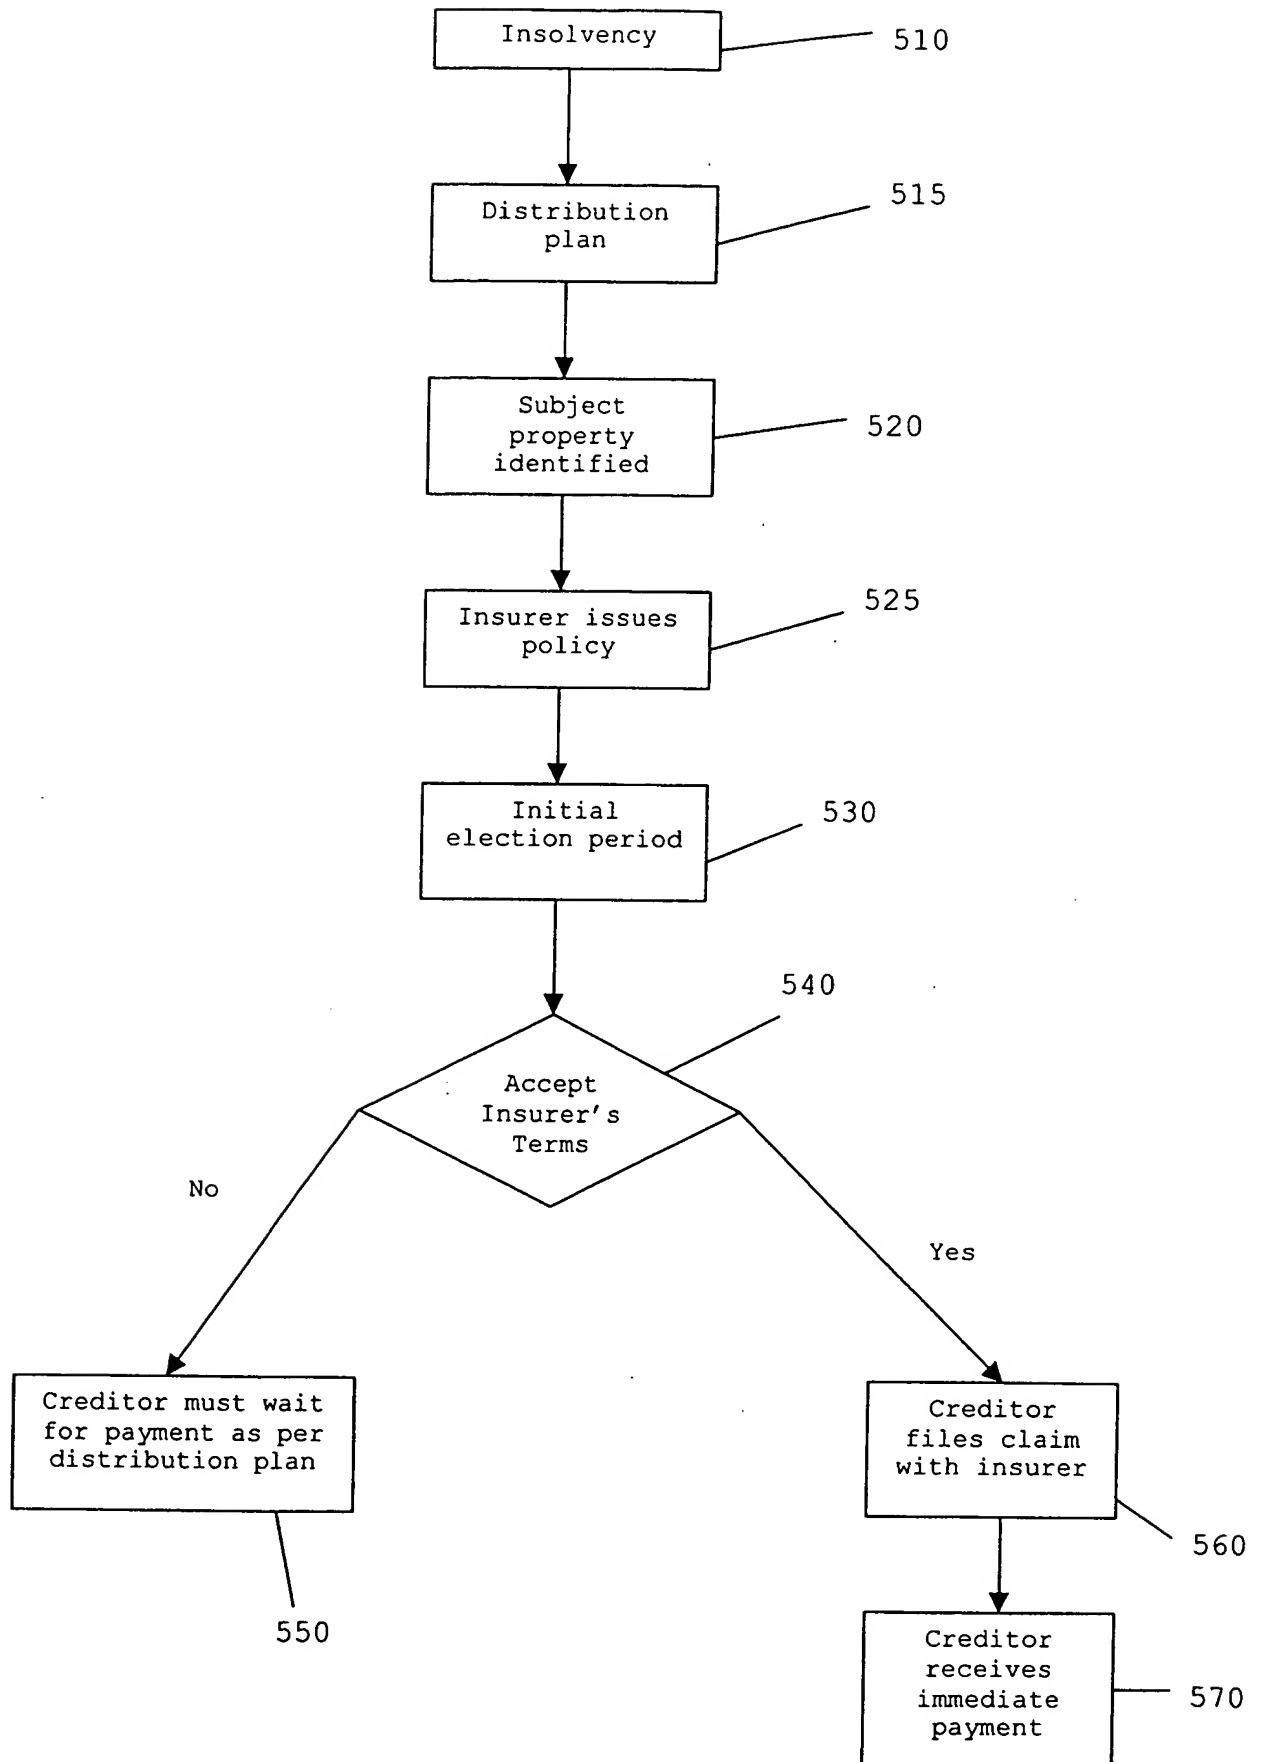 Insolvency
510
Distribution
plan
515
Subject
property
identified
520
Insurer issues
policy
525
Initial
election period
530
540
Accept
Insurer's
Terms
No
Yes
Creditor must wait
for payment as per
distribution plan
550
Creditor
files claim
with insurer
560
Creditor
receives
immediate
payment
570